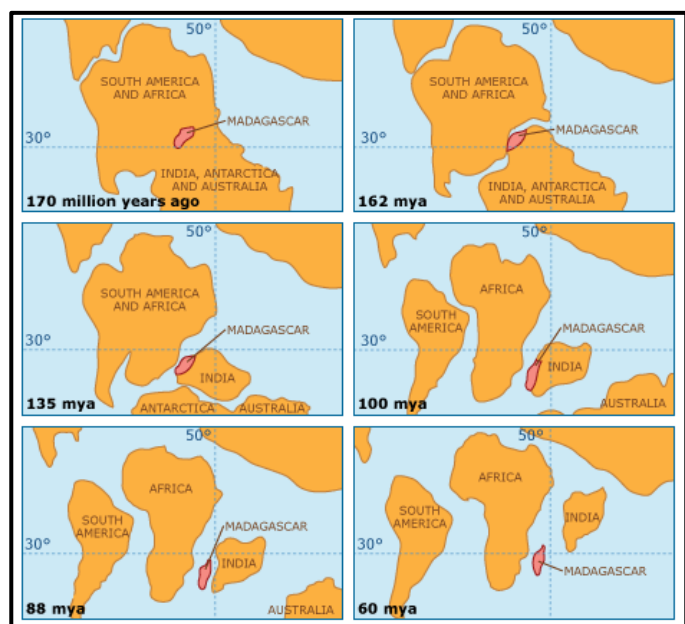 50°
SOUTH AMERICA
AND AFRICA
MADAGASCAR
30°
INDIA, ANTARCTICA
AND AUSTRALIA
170 million years ago
50°
SOUTH AMERICA
AND AFRICA
MADAGASCAR
30°
INDIA, ANTARCTICA
AND AUSTRALIA
162 mya
50°
SOUTH AMERICA
AND AFRICA
MADAGASCAR
30°
INDIA
ANTARCTICA
AUSTRALIA
135 mya
50°
AFRICA
SOUTH
AMERICA
MADAGASCAR
30°
INDIA
AUSTRALIA
100 mya
50°
AFRICA
SOUTH
AMERICA
MADAGASCAR
30°
INDIA
AUSTRALIA
88 mya
50°
AFRICA
SOUTH
AMERICA
INDIA
30°
MADAGASCAR
60 mya